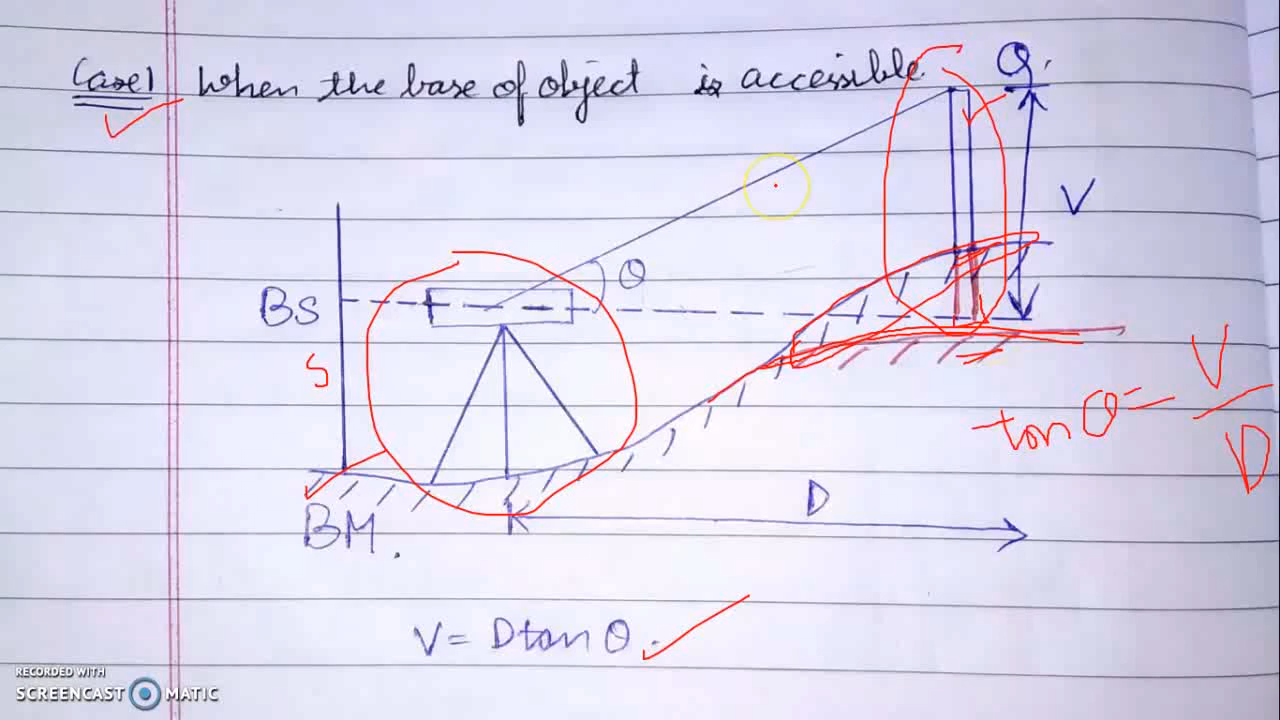 Case1 When the base of object is accessible.
Q.
V
θ
BS
S
tan θ = V/D
D
BM.
V = D tan θ.
RECORDED WITH
SCREENCAST MATIC